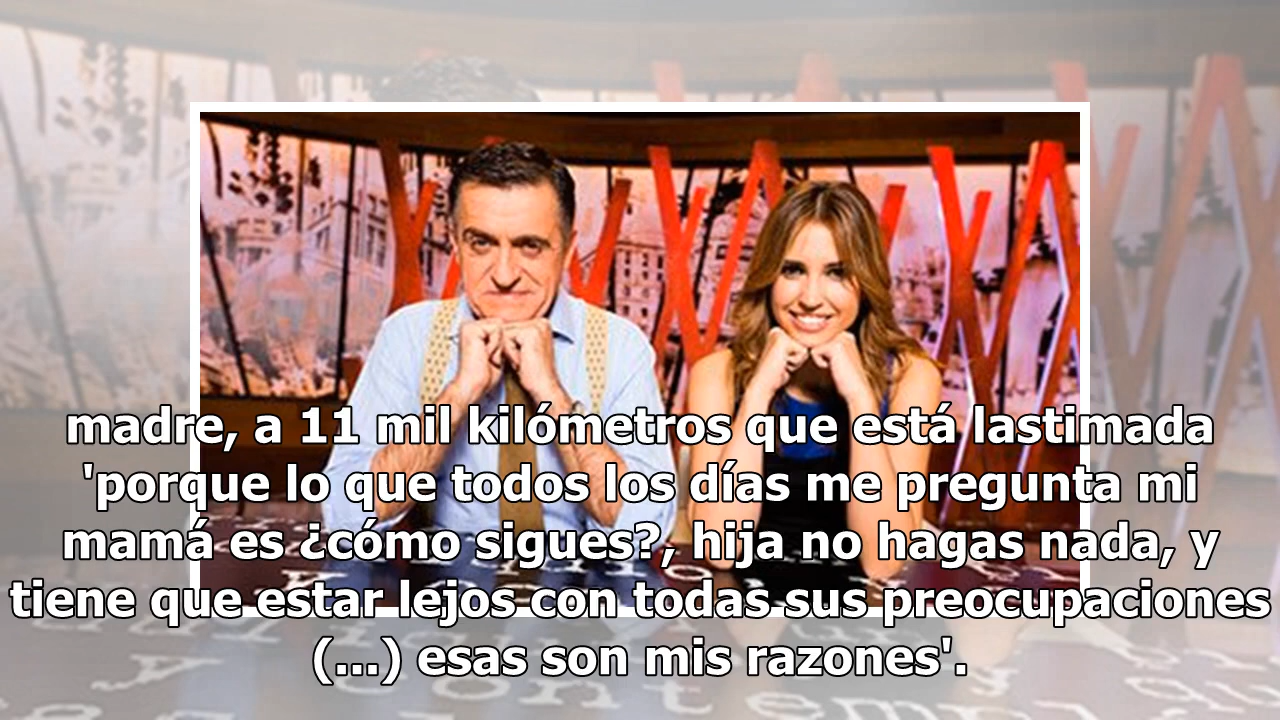 madre, a 11 mil kilómetros que está lastimada
'porque lo que todos los días me pregunta mi
mamá es ¿cómo sigues?, hija no hagas nada, y
tiene que estar lejos con todas sus preocupaciones
(...) esas son mis razones'.